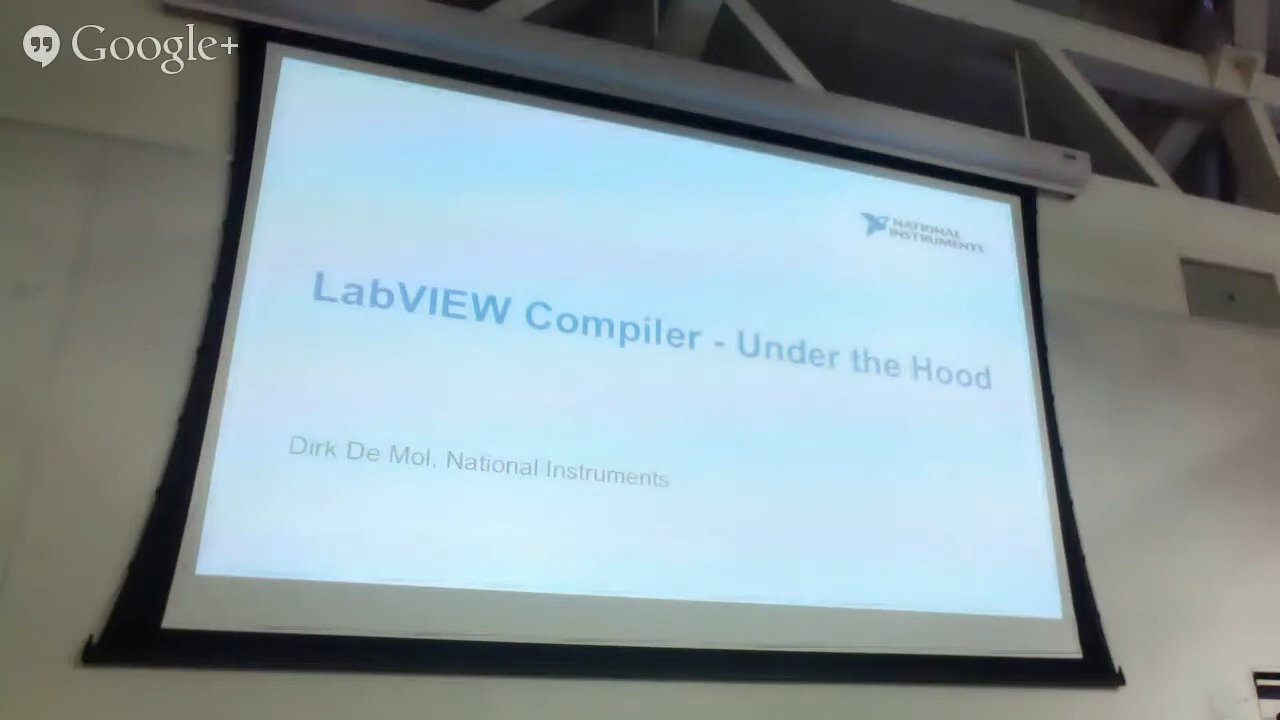 Google+
NATIONAL
INSTRUMENTS
LabVIEW Compiler - Under the Hood
Dirk De Mol, National Instruments